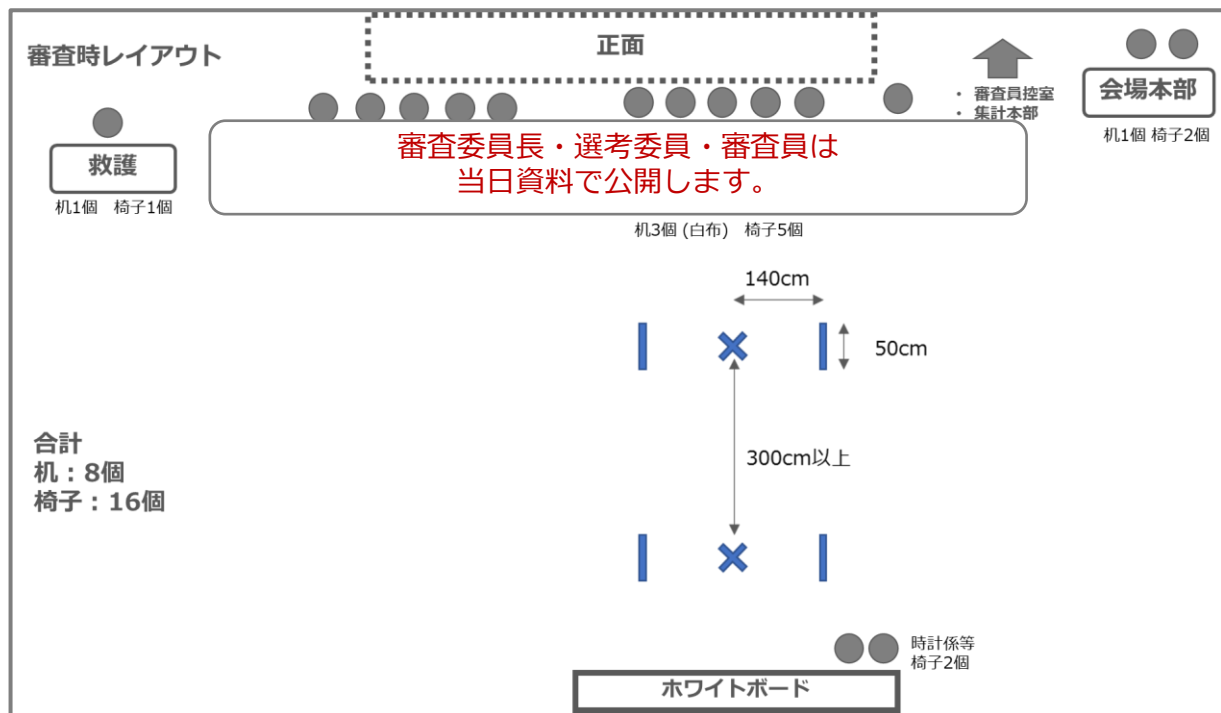 審査時レイアウト
正面
・ 審査員控室
・ 集計本部
会場本部
机1個 椅子2個
救護
机1個 椅子1個
審査委員長・選考委員・審査員は
当日資料で公開します。
机3個 (白布) 椅子5個
140cm
50cm
300cm以上
合計
机：8個
椅子：16個
時計係等
椅子2個
ホワイトボード